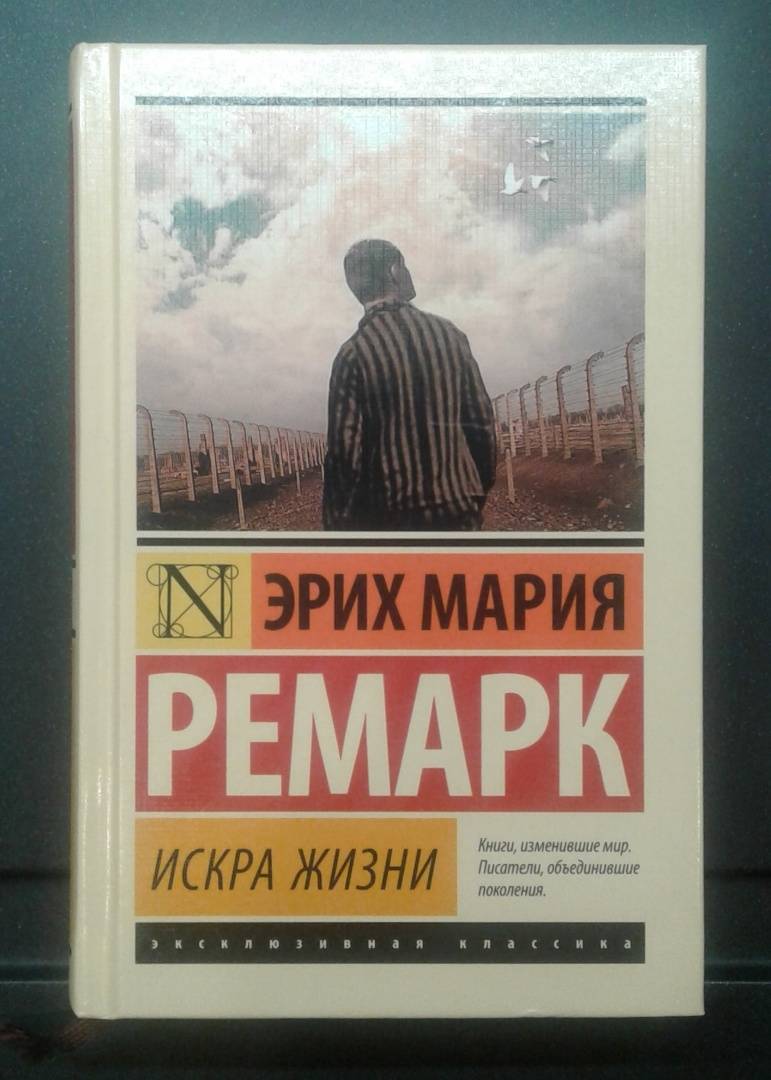 N ЭРИХ МАРИЯ
РЕМАРК
ИСКРА ЖИЗНИ
Книги, изменившие мир.
Писатели, объединившие
поколения.
эксклюзивная классика